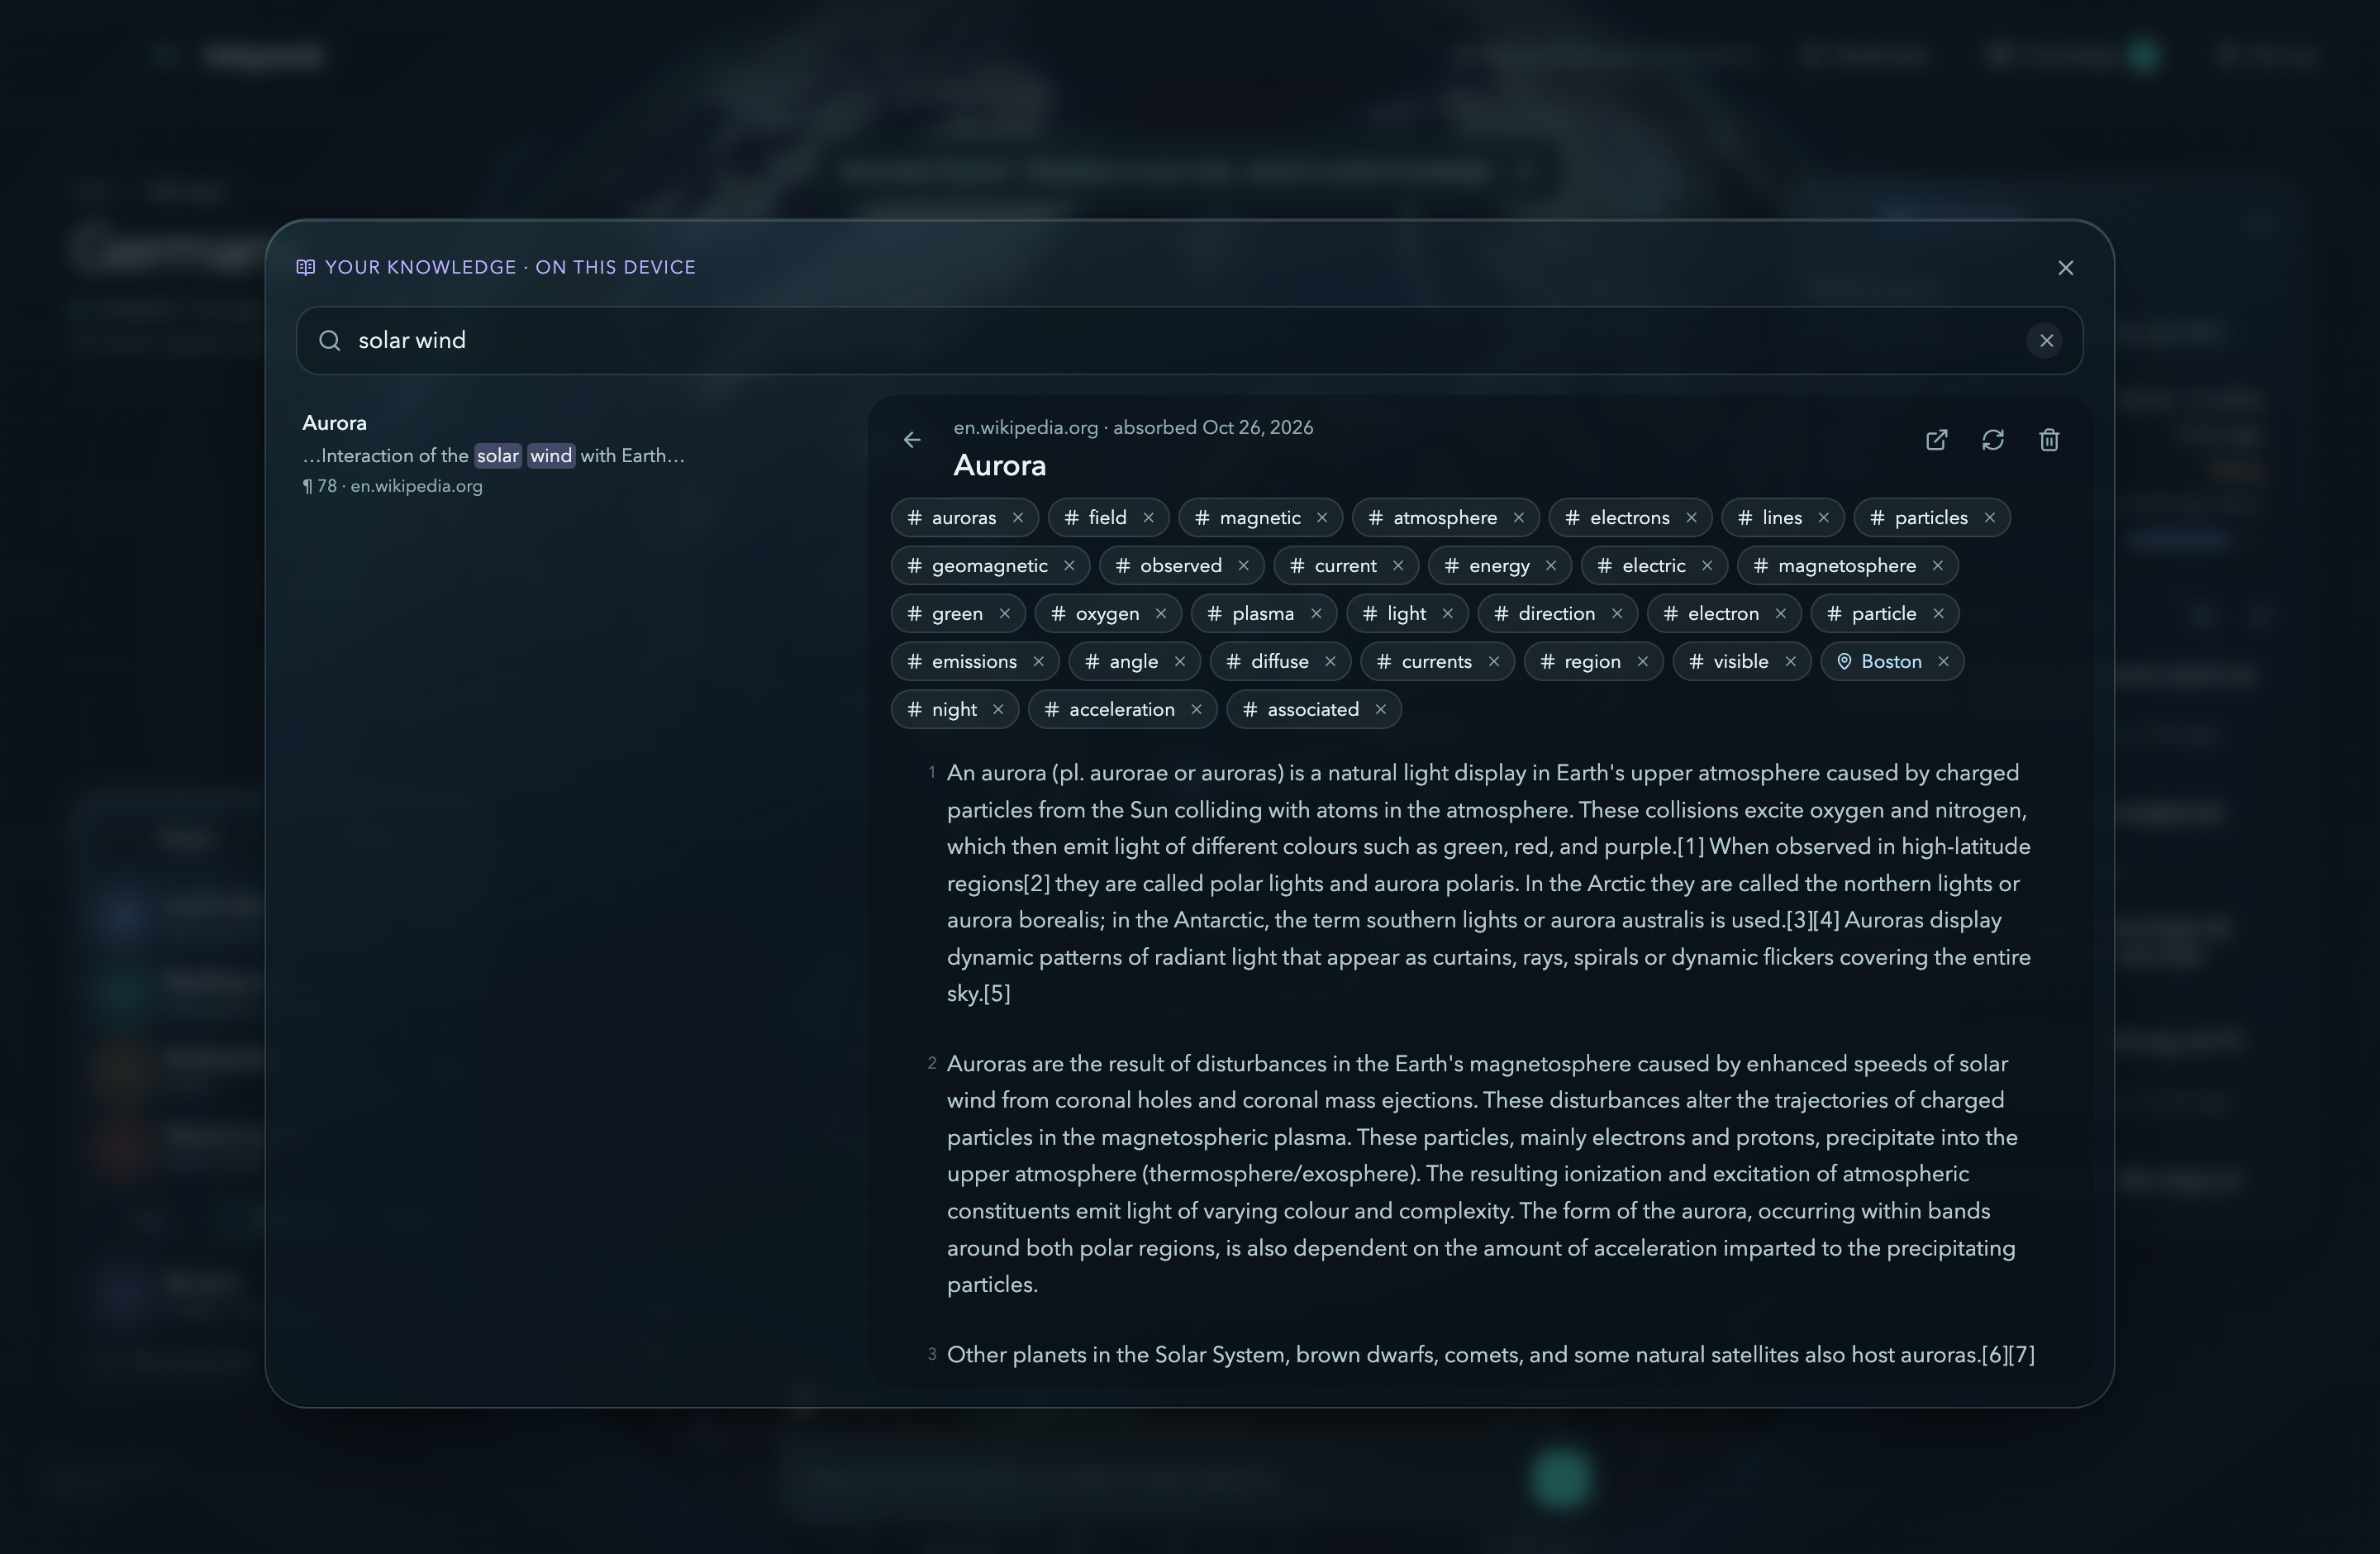 YOUR KNOWLEDGE · ON THIS DEVICE
solar wind
Aurora
…Interaction of the solar wind with Earth…
¶ 78 · en.wikipedia.org
en.wikipedia.org · absorbed Oct 26, 2026
Aurora
# auroras × # field × # magnetic × # atmosphere × # electrons × # lines × # particles ×
# geomagnetic × # observed × # current × # energy × # electric × # magnetosphere ×
# green × # oxygen × # plasma × # light × # direction × # electron × # particle ×
# emissions × # angle × # diffuse × # currents × # region × # visible × Boston ×
# night × # acceleration × # associated ×
1 An aurora (pl. aurorae or auroras) is a natural light display in Earth's upper atmosphere caused by charged
particles from the Sun colliding with atoms in the atmosphere. These collisions excite oxygen and nitrogen,
which then emit light of different colours such as green, red, and purple.[1] When observed in high-latitude
regions[2] they are called polar lights and aurora polaris. In the Arctic they are called the northern lights or
aurora borealis; in the Antarctic, the term southern lights or aurora australis is used.[3][4] Auroras display
dynamic patterns of radiant light that appear as curtains, rays, spirals or dynamic flickers covering the entire
sky.[5]
2 Auroras are the result of disturbances in the Earth's magnetosphere caused by enhanced speeds of solar
wind from coronal holes and coronal mass ejections. These disturbances alter the trajectories of charged
particles in the magnetospheric plasma. These particles, mainly electrons and protons, precipitate into the
upper atmosphere (thermosphere/exosphere). The resulting ionization and excitation of atmospheric
constituents emit light of varying colour and complexity. The form of the aurora, occurring within bands
around both polar regions, is also dependent on the amount of acceleration imparted to the precipitating
particles.
3 Other planets in the Solar System, brown dwarfs, comets, and some natural satellites also host auroras.[6][7]